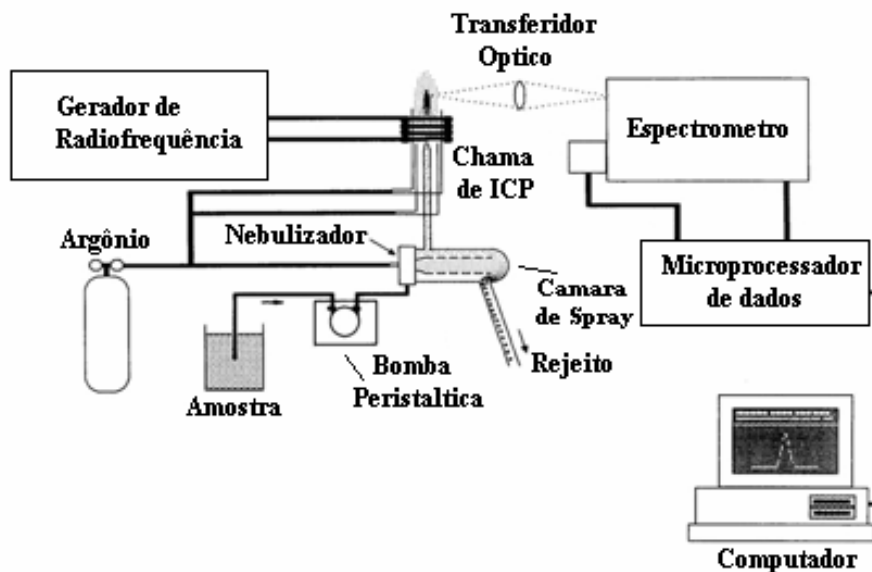 Transferidor
Optico
Gerador de
Radiofrequência
Espectrometro
Chama
de ICP
Argônio
Nebulizador
Microprocessador
de dados
Camara
de Spray
Rejeito
Bomba
Peristaltica
Amostra
Computador